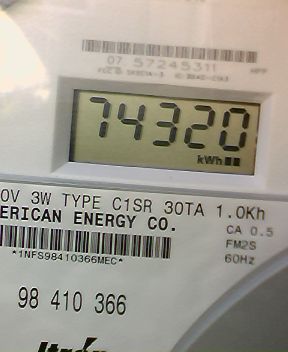 07 57245311
74320
kWh
0V 3W TYPE C1SR 30TA 1.0Kh
ERICAN ENERGY CO.
CA 0.5
FM2S
*1NFS98410366MEC*
60Hz
98 410 366
Itron